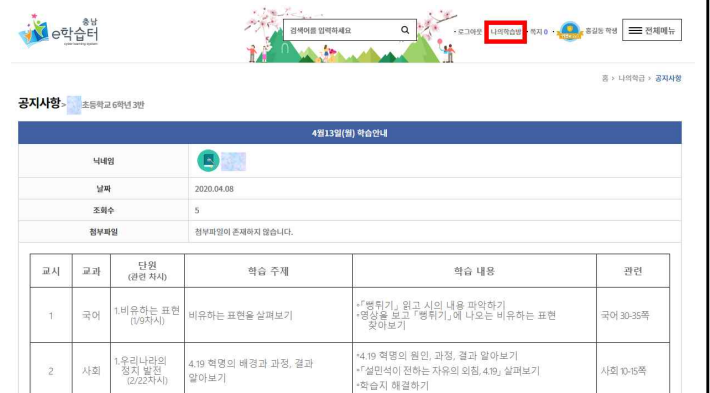 충남
e학습터
cyber learning system
검색어를 입력하세요
로그아웃 · 나의학습방 · 쪽지 0 · 홍길동 학생 전체메뉴
홈 > 나의학급 > 공지사항
공지사항> 초등학교 6학년 3반
4월13일(월) 학습안내
닉네임
날짜 2020.04.08
조회수 5
첨부파일 첨부파일이 존재하지 않습니다.
교시 교과 단원 (관련 차시) 학습 주제 학습 내용 관련
1 국어 1.비유하는 표현 (1/9차시) 비유하는 표현을 살펴보기
*「뻥튀기」 읽고 시의 내용 파악하기
*영상을 보고 「뻥튀기」에 나오는 비유하는 표현
찾아보기
국어 30-35쪽
2 사회 1.우리나라의 정치 발전 (2/22차시)
4.19 혁명의 배경과 과정, 결과
알아보기
*4.19 혁명의 원인, 과정, 결과 알아보기
*「설민석이 전하는 자유의 외침, 4.19」 살펴보기
*학습지 해결하기
사회 10-15쪽